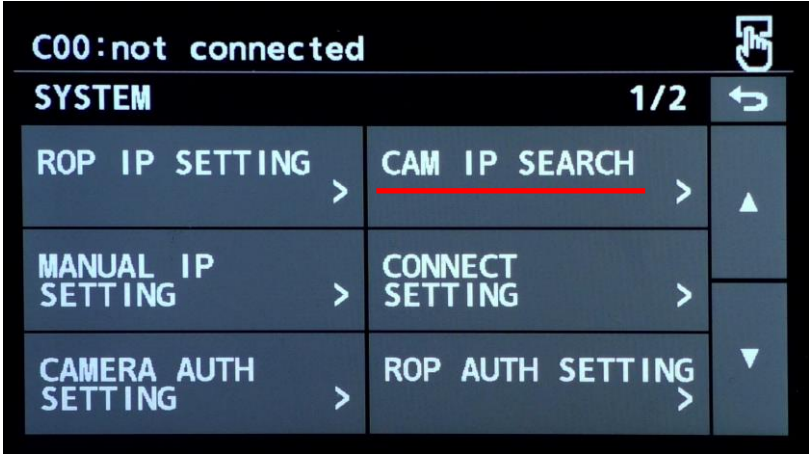 C00:not connected
SYSTEM 1/2
ROP IP SETTING >
CAM IP SEARCH >
MANUAL IP
SETTING >
CONNECT
SETTING >
CAMERA AUTH
SETTING >
ROP AUTH SETTING
>